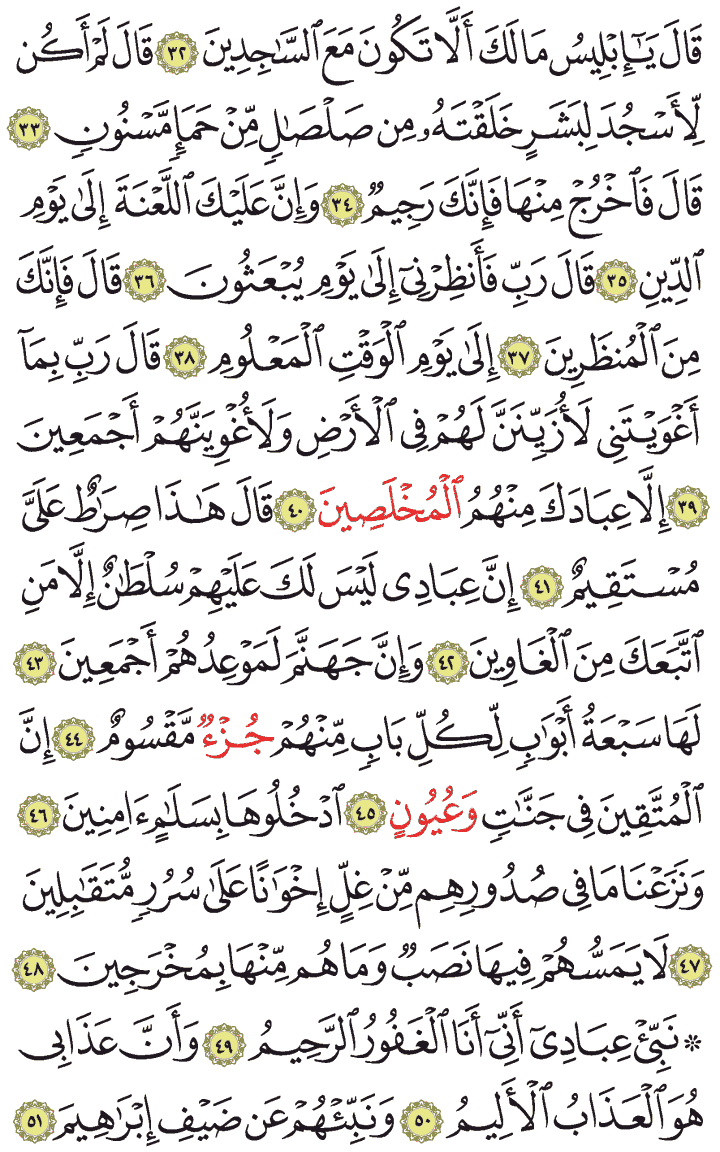 قَالَ يَٰٓإِبۡلِيسُ مَا لَكَ أَلَّا تَكُونَ مَعَ ٱلسَّٰجِدِينَ ٣٢ قَالَ لَمۡ أَكُن
لِّأَسۡجُدَ لِبَشَرٍ خَلَقۡتَهُۥ مِن صَلۡصَٰلٖ مِّنۡ حَمَإٖ مَّسۡنُونٖ ٣٣
قَالَ فَٱخۡرُجۡ مِنۡهَا فَإِنَّكَ رَجِيمٞ ٣٤ وَإِنَّ عَلَيۡكَ ٱللَّعۡنَةَ إِلَىٰ يَوۡمِ
ٱلدِّينِ ٣٥ قَالَ رَبِّ فَأَنظِرۡنِيٓ إِلَىٰ يَوۡمِ يُبۡعَثُونَ ٣٦ قَالَ فَإِنَّكَ
مِنَ ٱلۡمُنظَرِينَ ٣٧ إِلَىٰ يَوۡمِ ٱلۡوَقۡتِ ٱلۡمَعۡلُومِ ٣٨ قَالَ رَبِّ بِمَآ
أَغۡوَيۡتَنِي لَأُزَيِّنَنَّ لَهُمۡ فِي ٱلۡأَرۡضِ وَلَأُغۡوِيَنَّهُمۡ أَجۡمَعِينَ
٣٩ إِلَّا عِبَادَكَ مِنۡهُمُ ٱلۡمُخۡلَصِينَ ٤٠ قَالَ هَٰذَا صِرَٰطٌ عَلَيَّ
مُسۡتَقِيمٌ ٤١ إِنَّ عِبَادِي لَيۡسَ لَكَ عَلَيۡهِمۡ سُلۡطَٰنٌ إِلَّا مَنِ
ٱتَّبَعَكَ مِنَ ٱلۡغَاوِينَ ٤٢ وَإِنَّ جَهَنَّمَ لَمَوۡعِدُهُمۡ أَجۡمَعِينَ ٤٣
لَهَا سَبۡعَةُ أَبۡوَٰبٖ لِّكُلِّ بَابٖ مِّنۡهُمۡ جُزۡءٞ مَّقۡسُومٌ ٤٤ إِنَّ
ٱلۡمُتَّقِينَ فِي جَنَّٰتٖ وَعُيُونٍ ٤٥ ٱدۡخُلُوهَا بِسَلَٰمٍ ءَامِنِينَ ٤٦
وَنَزَعۡنَا مَا فِي صُدُورِهِم مِّنۡ غِلٍّ إِخۡوَٰنًا عَلَىٰ سُرُرٖ مُّتَقَٰبِلِينَ
٤٧ لَا يَمَسُّهُمۡ فِيهَا نَصَبٞ وَمَا هُم مِّنۡهَا بِمُخۡرَجِينَ ٤٨
۞ نَبِّئۡ عِبَادِيٓ أَنِّيٓ أَنَا ٱلۡغَفُورُ ٱلرَّحِيمُ ٤٩ وَأَنَّ عَذَابِي
هُوَ ٱلۡعَذَابُ ٱلۡأَلِيمُ ٥٠ وَنَبِّئۡهُمۡ عَن ضَيۡفِ إِبۡرَٰهِيمَ ٥١